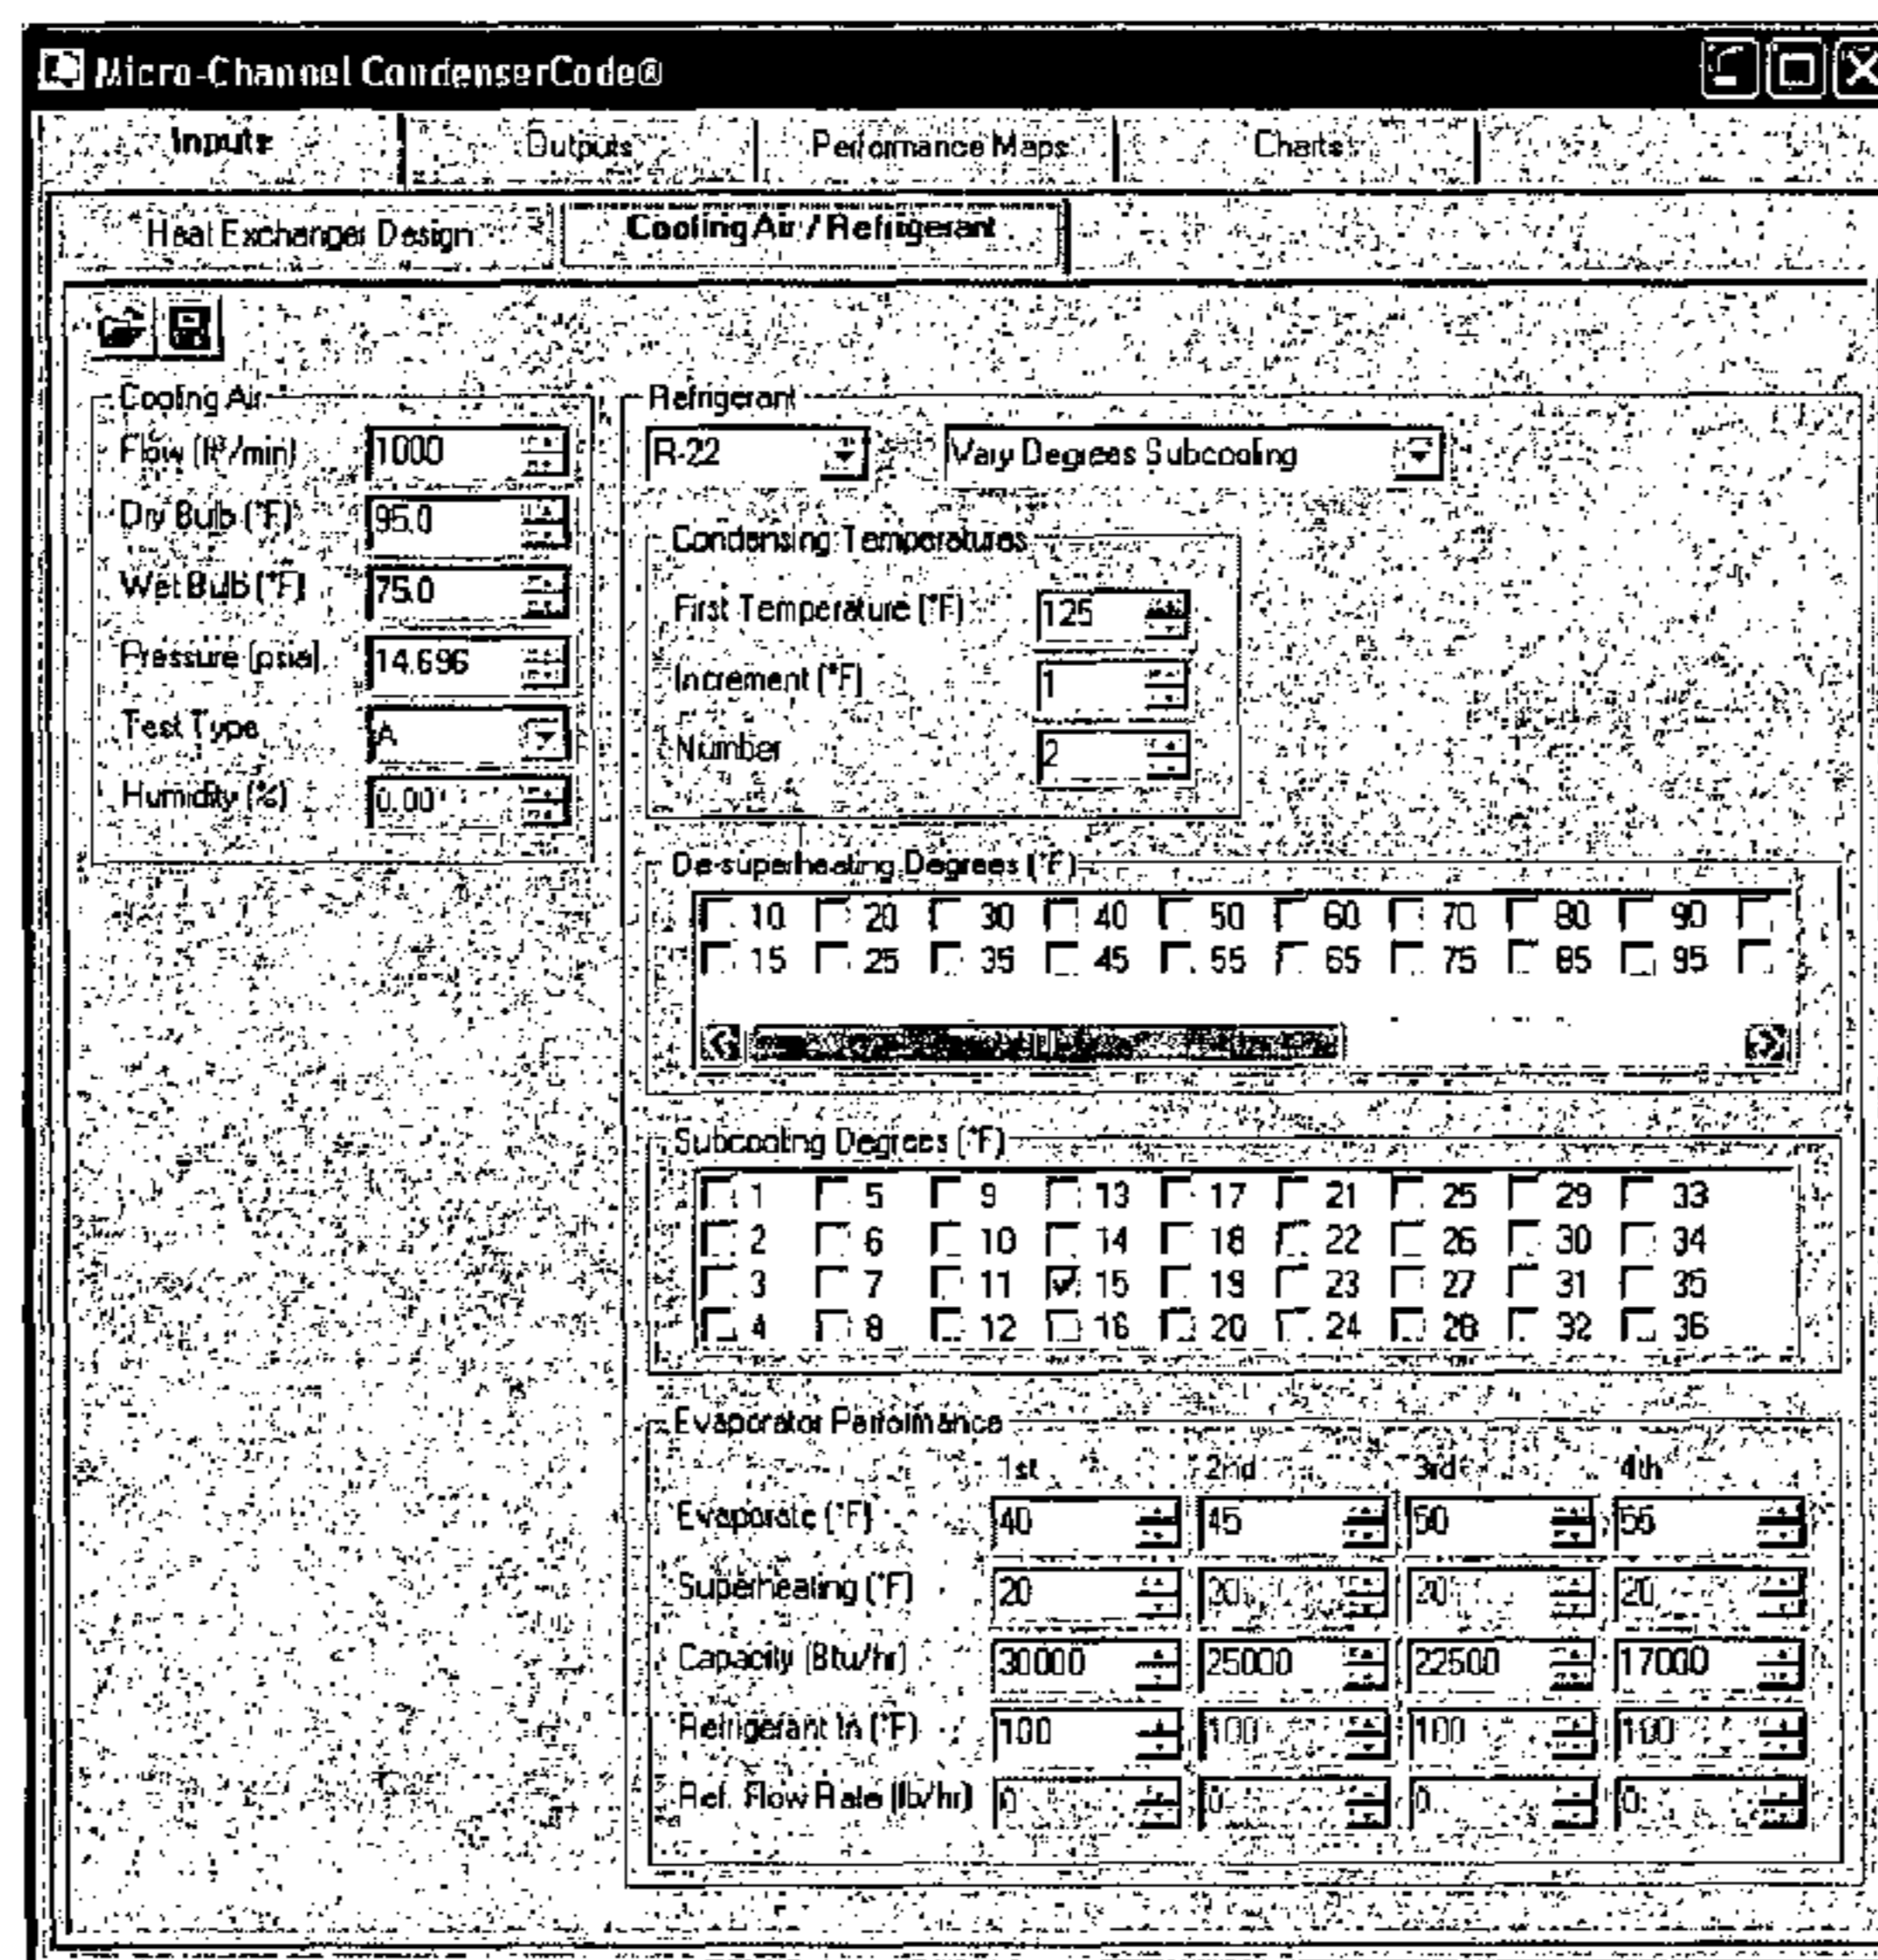 Micro-Channel CondenserCode®
Inputs Outputs Performance Maps Charts
Heat Exchanger Design Cooling Air / Refrigerant
Cooling Air
Flow (ft³/min) 1000
Dry Bulb (°F) 95.0
Wet Bulb (°F) 75.0
Pressure (psia) 14.696
Test Type A
Humidity (%) 0.00
Refrigerant
R-22 Vary Degrees Subcooling
Condensing Temperatures
First Temperature (°F) 125
Increment (°F) 1
Number 2
De-superheating Degrees (°F)
10 20 30 40 50 60 70 80 90
15 25 35 45 55 65 75 85 95
Subcooling Degrees (°F)
1 5 9 13 17 21 25 29 33
2 6 10 14 18 22 26 30 34
3 7 11 15 19 23 27 31 35
4 8 12 16 20 24 28 32 36
Evaporator Performance
1st 2nd 3rd 4th
Evaporate (°F) 40 45 50 55
Superheating (°F) 20 20 20 20
Capacity (Btu/hr) 30000 25000 22500 17000
Refrigerant In (°F) 100 100 100 100
Ref. Flow Rate (lb/hr) 0 0 0 0